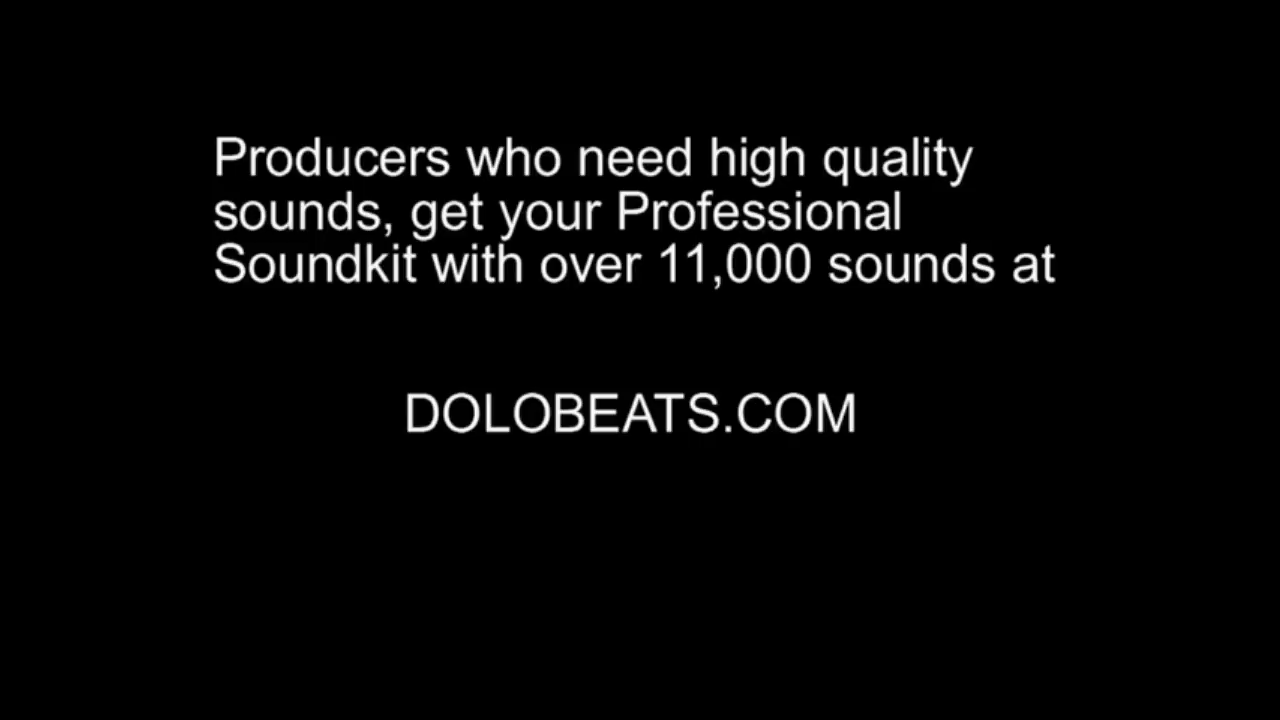 Producers who need high quality
sounds, get your Professional
Soundkit with over 11,000 sounds at
DOLOBEATS.COM